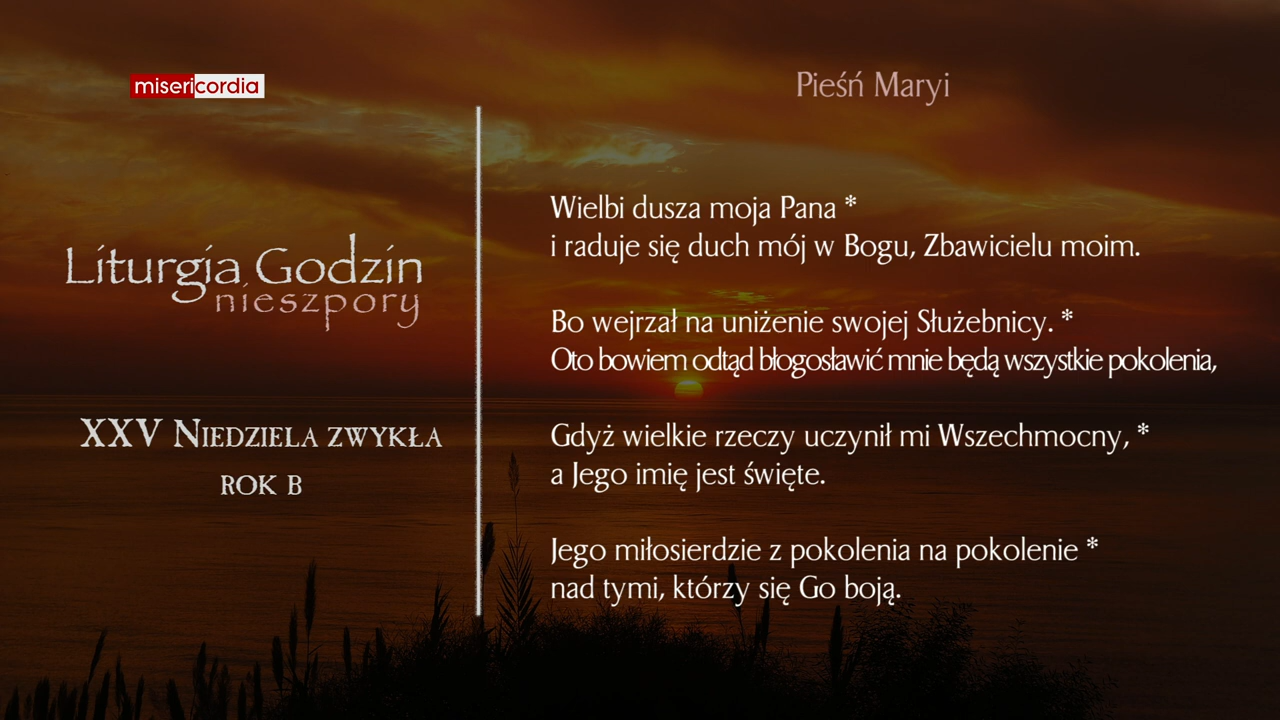 misericordia
Liturgia Godzin
nieszpory
XXV Niedziela zwykła
rok B
Pieśń Maryi
Wielbi dusza moja Pana *
i raduje się duch mój w Bogu, Zbawicielu moim.
Bo wejrzał na uniżenie swojej Służebnicy. *
Oto bowiem odtąd błogosławić mnie będą wszystkie pokolenia,
Gdyż wielkie rzeczy uczynił mi Wszechmocny, *
a Jego imię jest święte.
Jego miłosierdzie z pokolenia na pokolenie *
nad tymi, którzy się Go boją.